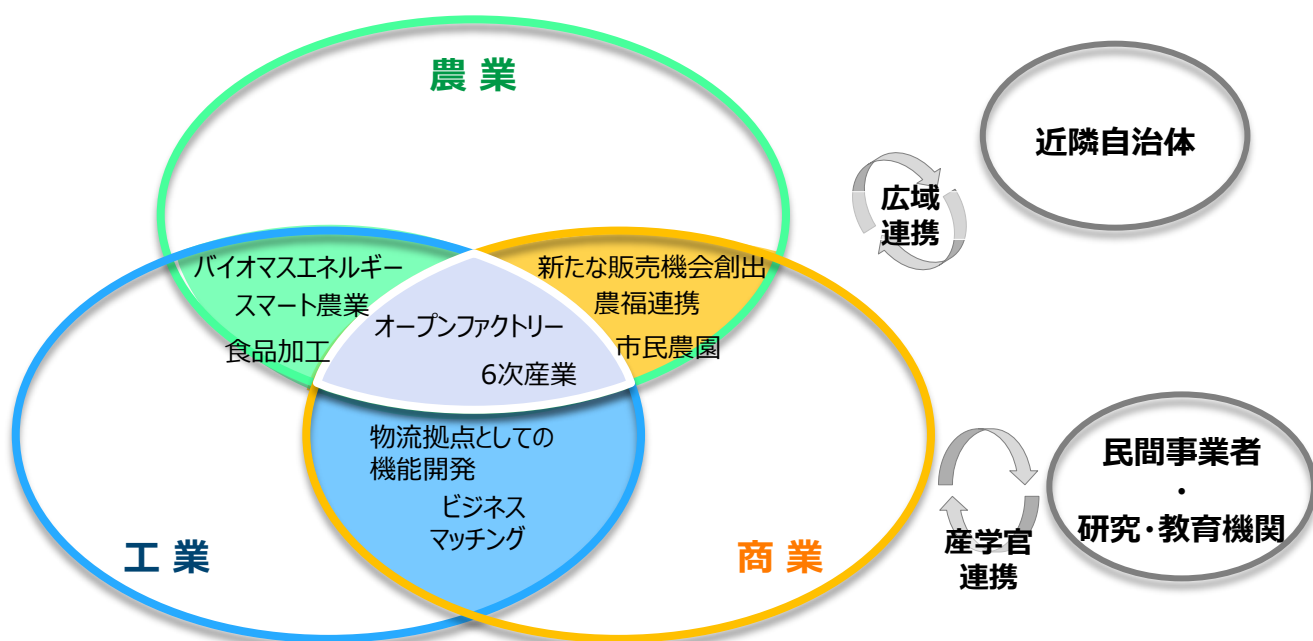 農 業
近隣自治体
広域
連携
バイオマスエネルギー
スマート農業
食品加工
新たな販売機会創出
農福連携
市民農園
オープンファクトリー
6次産業
物流拠点としての
機能開発
ビジネス
マッチング
工 業
商 業
産学官
連携
民間事業者
・
研究・教育機関